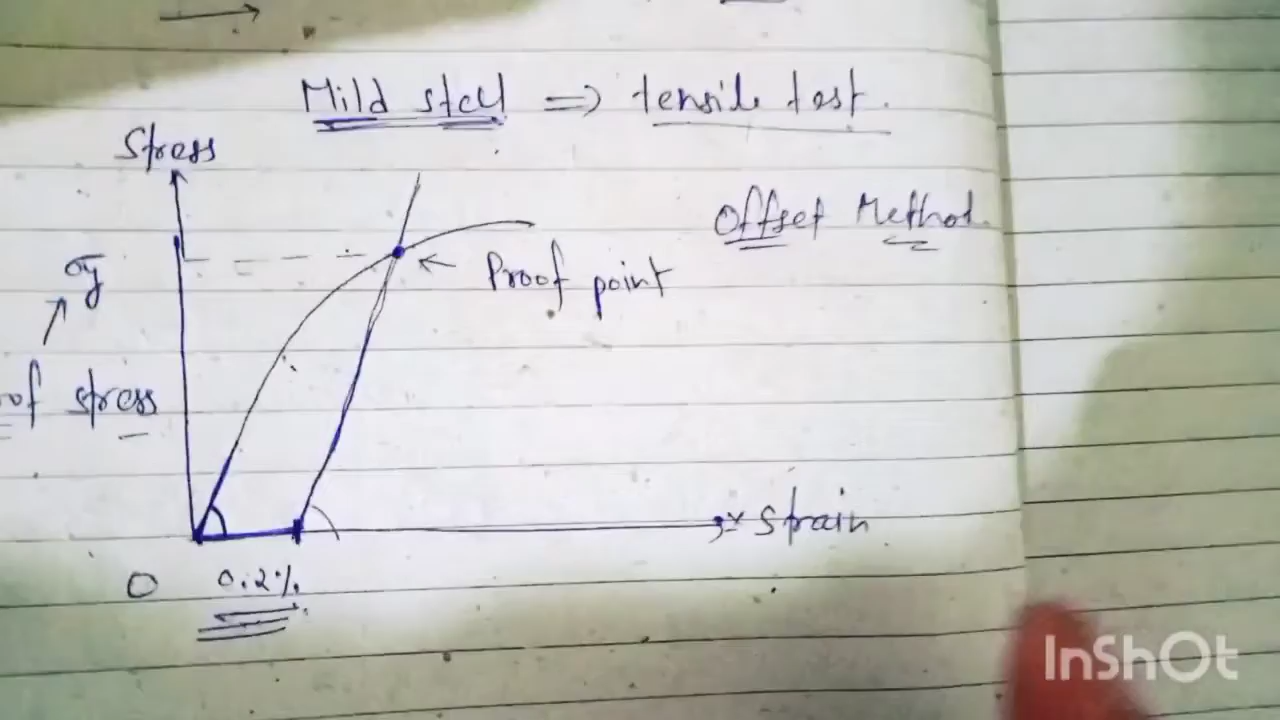 Mild steel => tensile test.
Stress
Offset Method
σy
Proof point
of stress
Strain
O
0.2%
InShOt